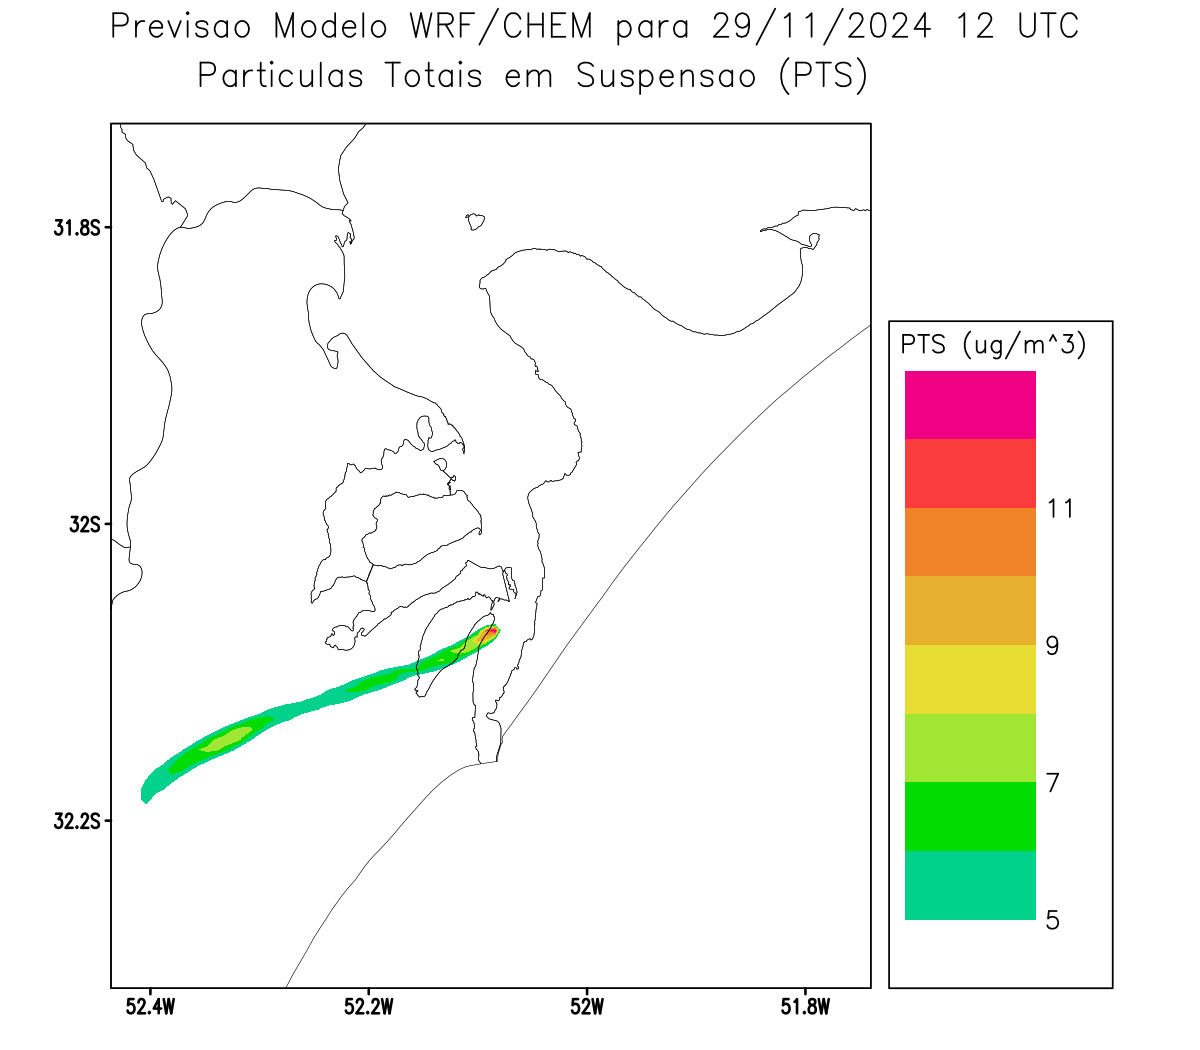 Previsao Modelo WRF/CHEM para 29/11/2024 12 UTC
Particulas Totais em Suspensao (PTS)
31.8S
32S
32.2S
52.4W
52.2W
52W
51.8W
PTS (ug/m^3)
11
9
7
5